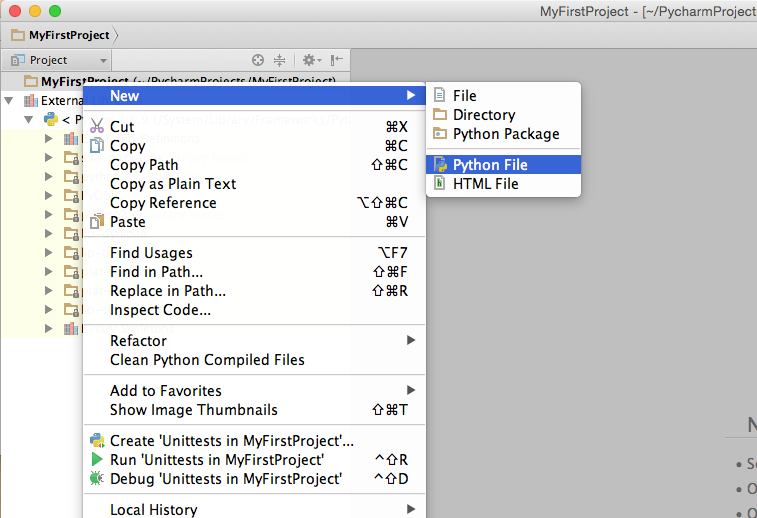 MyFirstProject - [~/PycharmProject
MyFirstProject
Project
MyFirstProject (~/PycharmProjects/MyFirstProject)
New
File
Directory
Python Package
Python File
HTML File
Externa
< P
Cut ⌘X
Copy ⌘C
Copy Path ⇧⌘C
Copy as Plain Text
Copy Reference ⌥⇧⌘C
Paste ⌘V
Find Usages ⌥F7
Find in Path... ⇧⌘F
Replace in Path... ⇧⌘R
Inspect Code...
Refactor
Clean Python Compiled Files
Add to Favorites
Show Image Thumbnails ⇧⌘T
Create 'Unittests in MyFirstProject'...
Run 'Unittests in MyFirstProject' ^⇧R
Debug 'Unittests in MyFirstProject' ^⇧D
Local History
N
• S
• O
• O